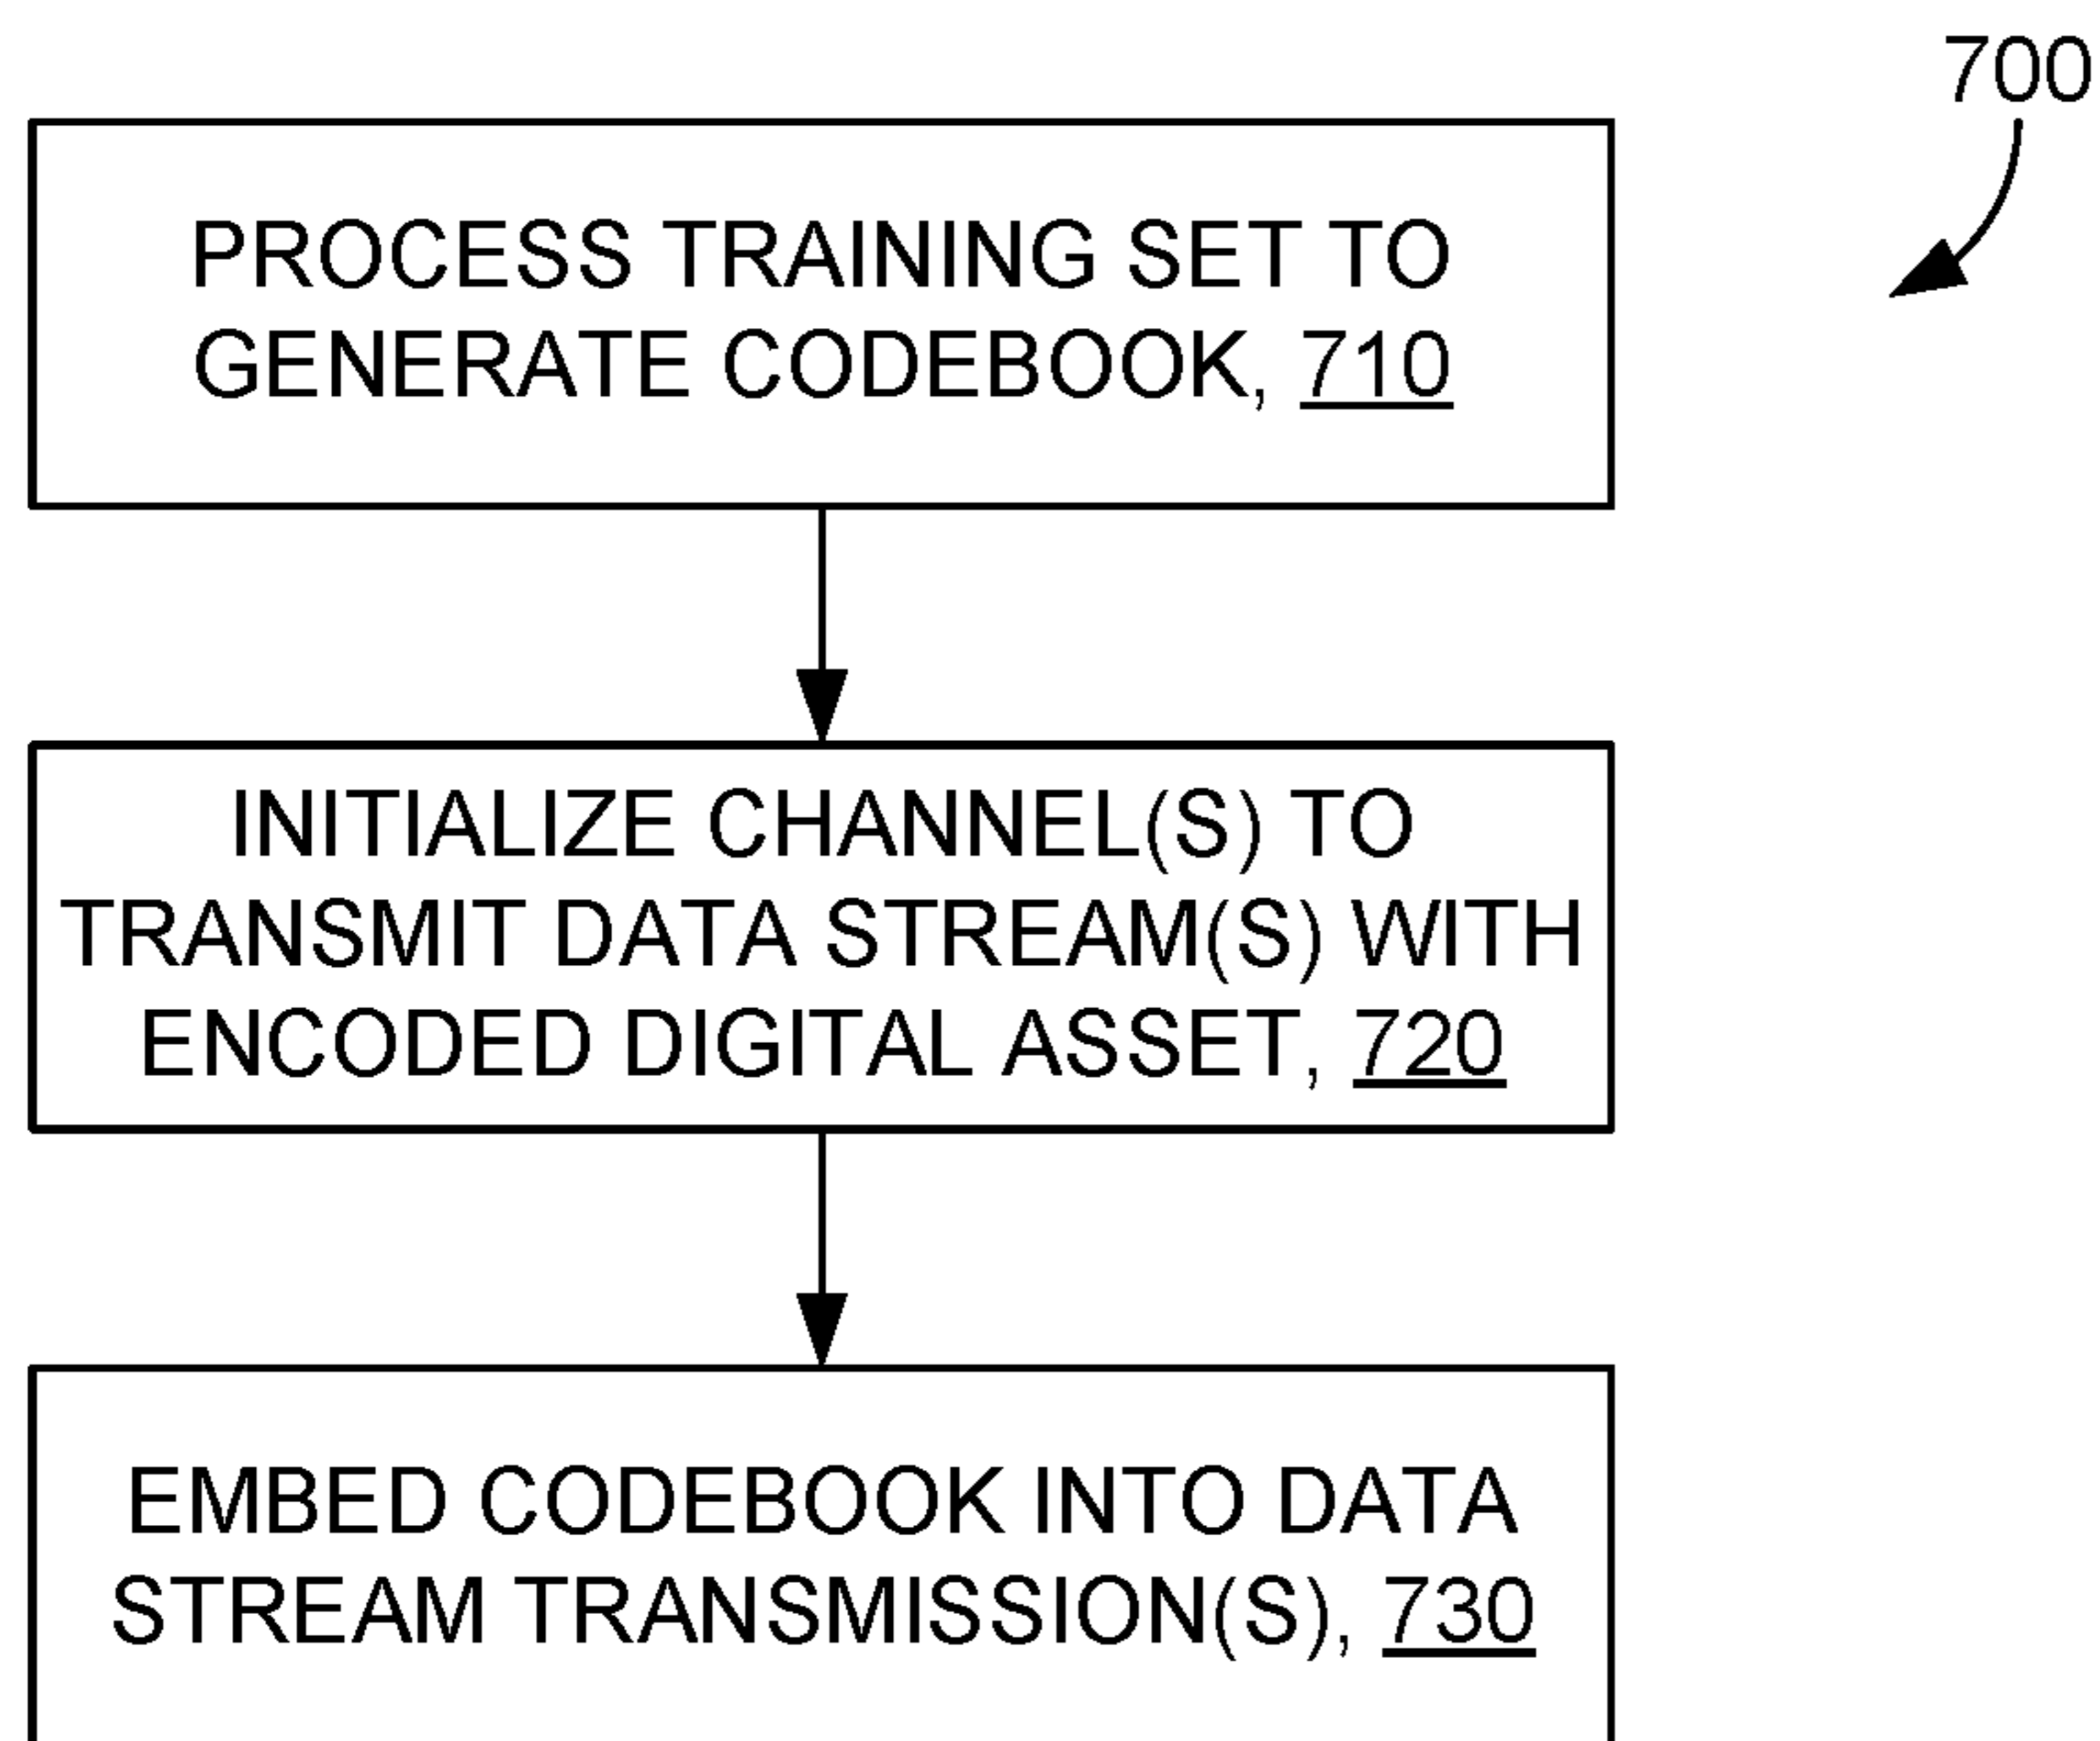 700
PROCESS TRAINING SET TO
GENERATE CODEBOOK, 710
INITIALIZE CHANNEL(S) TO
TRANSMIT DATA STREAM(S) WITH
ENCODED DIGITAL ASSET, 720
EMBED CODEBOOK INTO DATA
STREAM TRANSMISSION(S), 730